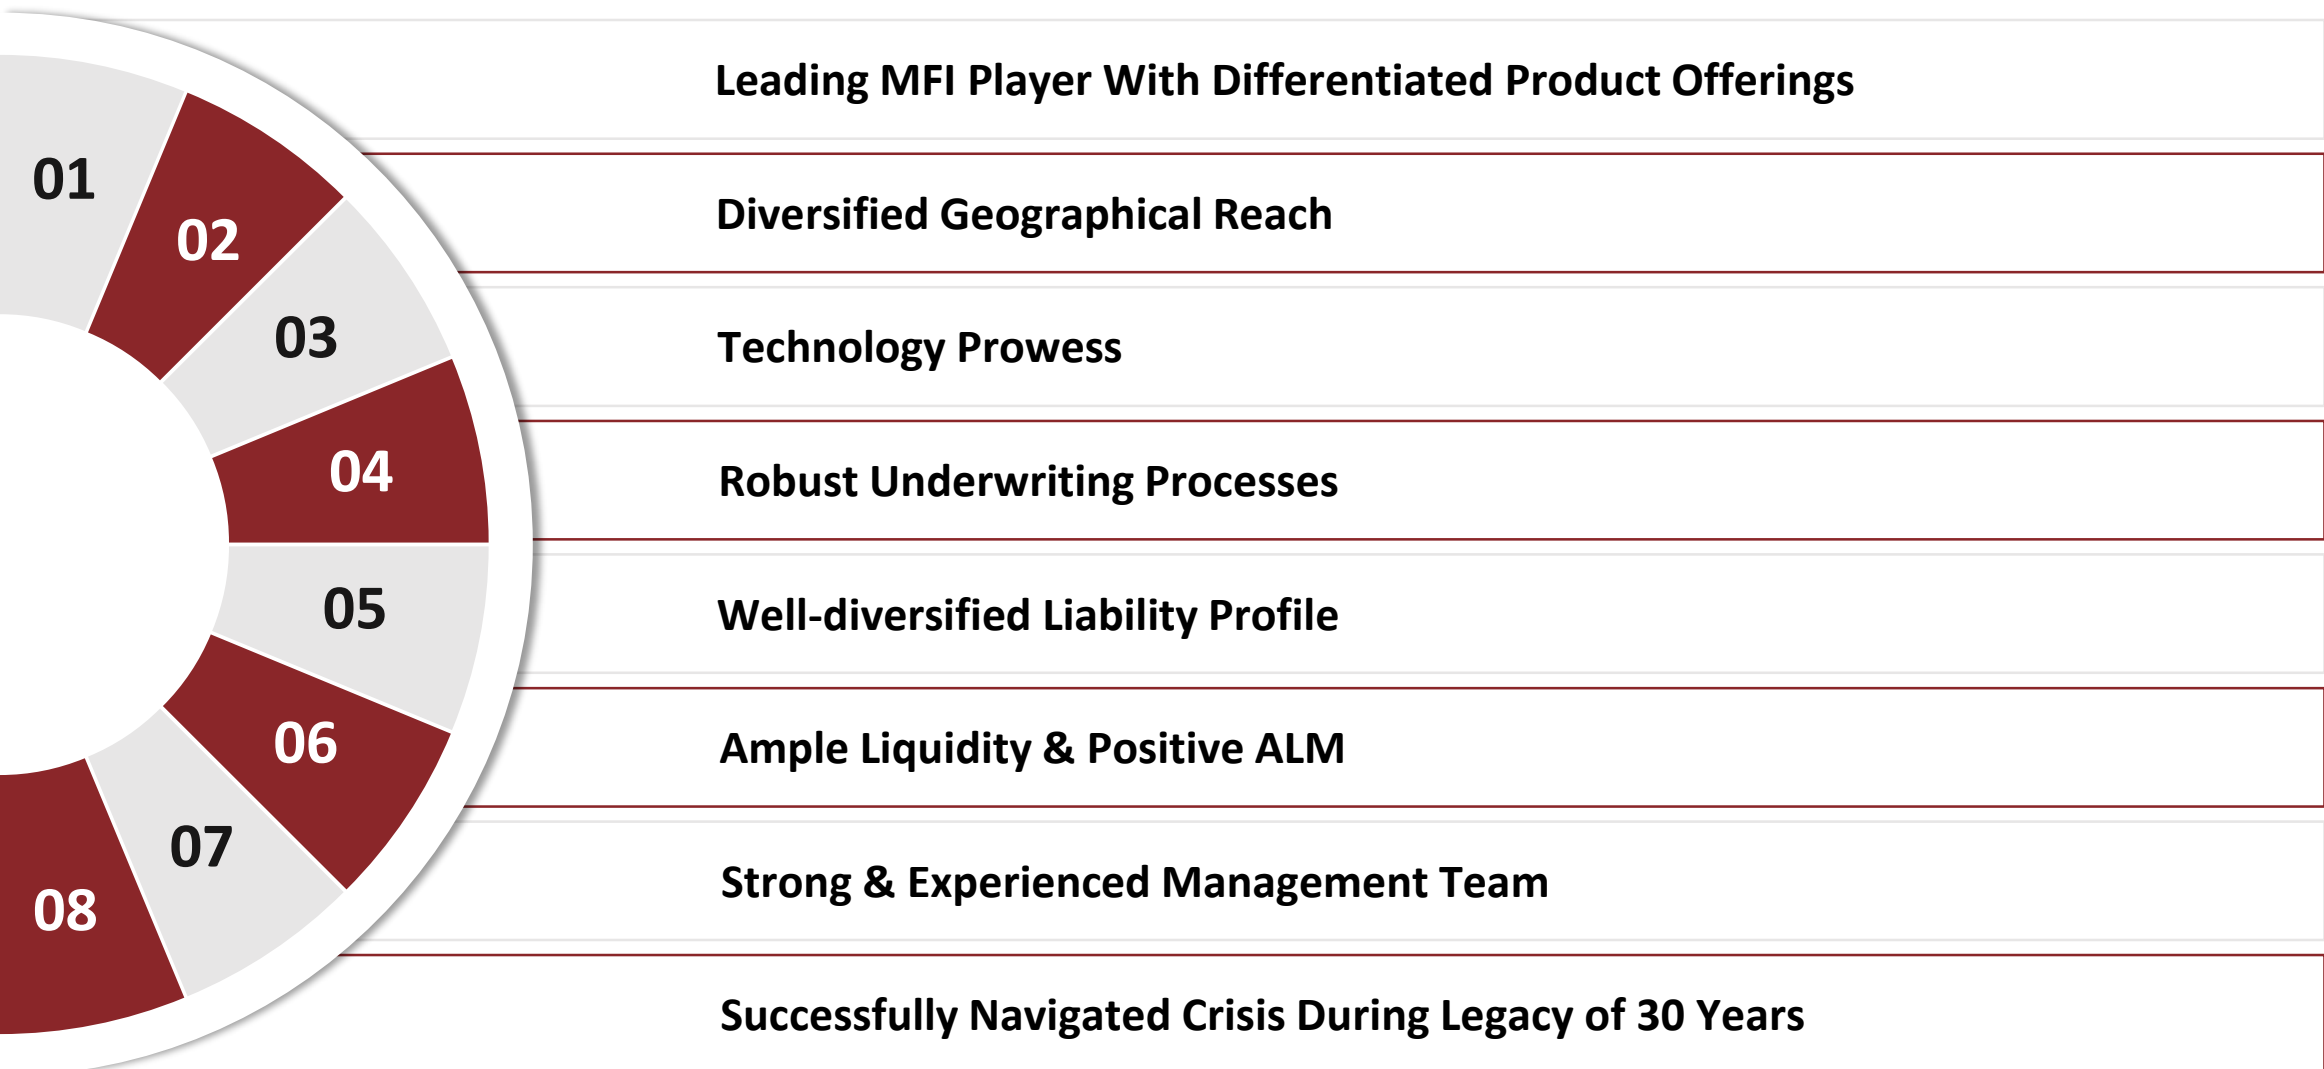 01
Leading MFI Player With Differentiated Product Offerings
02
Diversified Geographical Reach
03
Technology Prowess
04
Robust Underwriting Processes
05
Well-diversified Liability Profile
06
Ample Liquidity & Positive ALM
07
Strong & Experienced Management Team
08
Successfully Navigated Crisis During Legacy of 30 Years